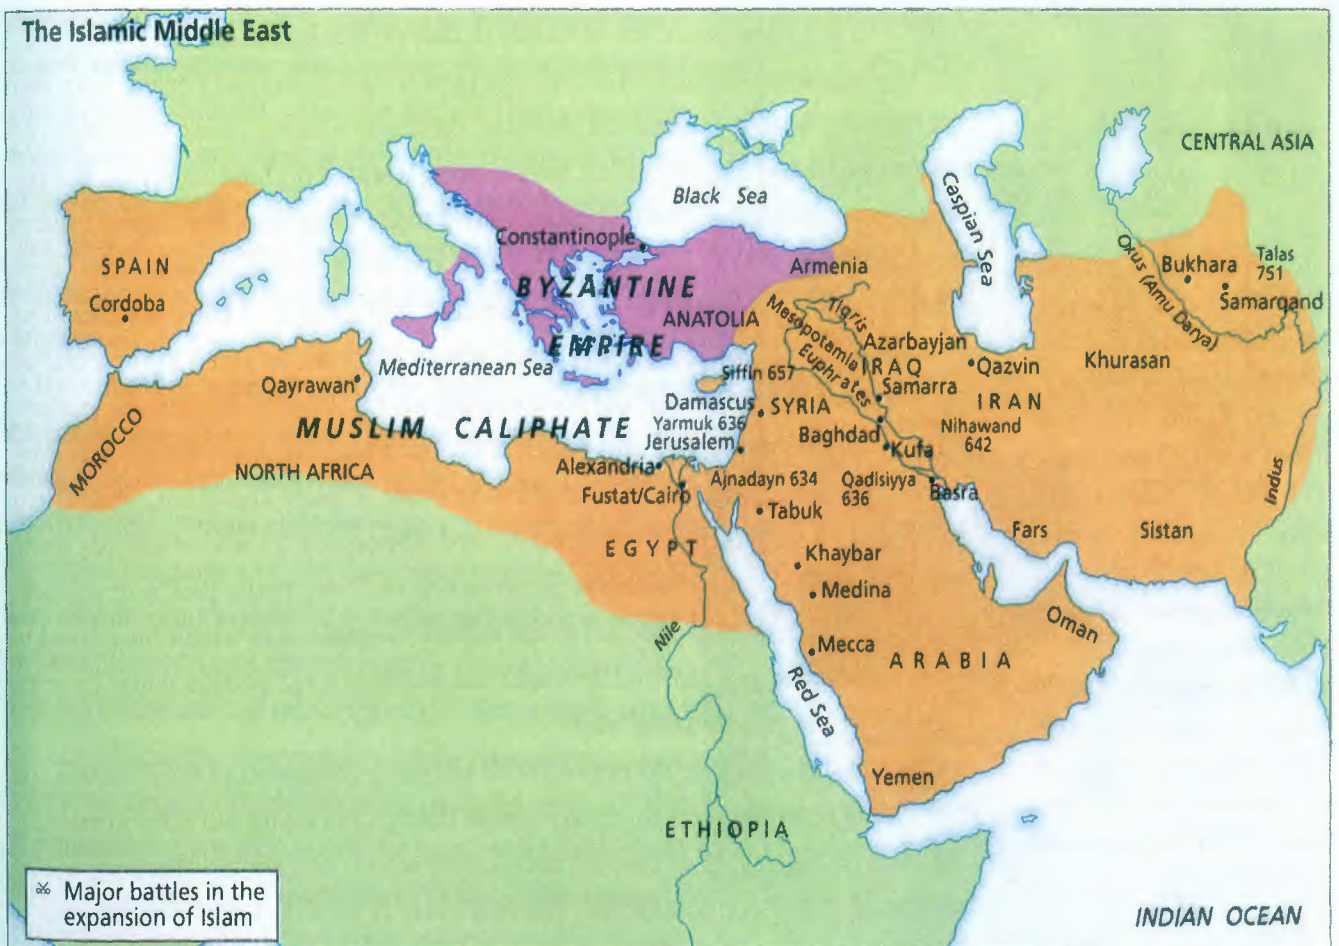 The Islamic Middle East
CENTRAL ASIA
Black Sea
Caspian Sea
Constantinople
SPAIN
Armenia
Oxus (Amu Darya)
Bukhara
Talas
751
Cordoba
BYZANTINE
EMPIRE
Samarqand
ANATOLIA
Mesopotamia
Tigris
Euphrates
Azarbayjan
IRAQ
Qazvin
Khurasan
Mediterranean Sea
Qayrawan
Siffin 657
Samarra
Damascus
SYRIA
IRAN
MOROCCO
MUSLIM CALIPHATE
Yarmuk 636
Jerusalem
Baghdad
Nihawand
642
Kufa
NORTH AFRICA
Alexandria
Ajnadayn 634
Qadisiyya
636
Basra
Indus
Fustat/Cairo
Tabuk
Fars
Sistan
EGYPT
Khaybar
Medina
Oman
Nile
Mecca
ARABIA
Red Sea
Yemen
ETHIOPIA
Major battles in the
expansion of Islam
INDIAN OCEAN